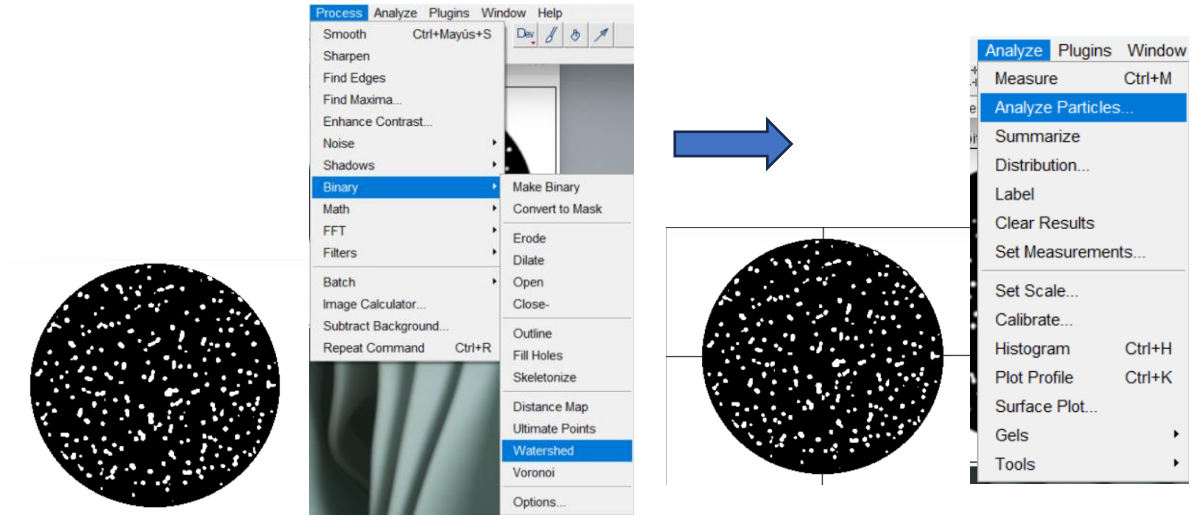 Process Analyze Plugins Window Help
Smooth Ctrl+Mayús+S
Sharpen
Find Edges
Find Maxima...
Enhance Contrast...
Noise
Shadows
Binary
Math
FFT
Filters
Batch
Image Calculator...
Subtract Background...
Repeat Command Ctrl+R
Dev
Make Binary
Convert to Mask
Erode
Dilate
Open
Close-
Outline
Fill Holes
Skeletonize
Distance Map
Ultimate Points
Watershed
Voronoi
Options...
Analyze Plugins Window
Measure Ctrl+M
Analyze Particles...
Summarize
Distribution...
Label
Clear Results
Set Measurements...
Set Scale...
Calibrate...
Histogram Ctrl+H
Plot Profile Ctrl+K
Surface Plot...
Gels
Tools